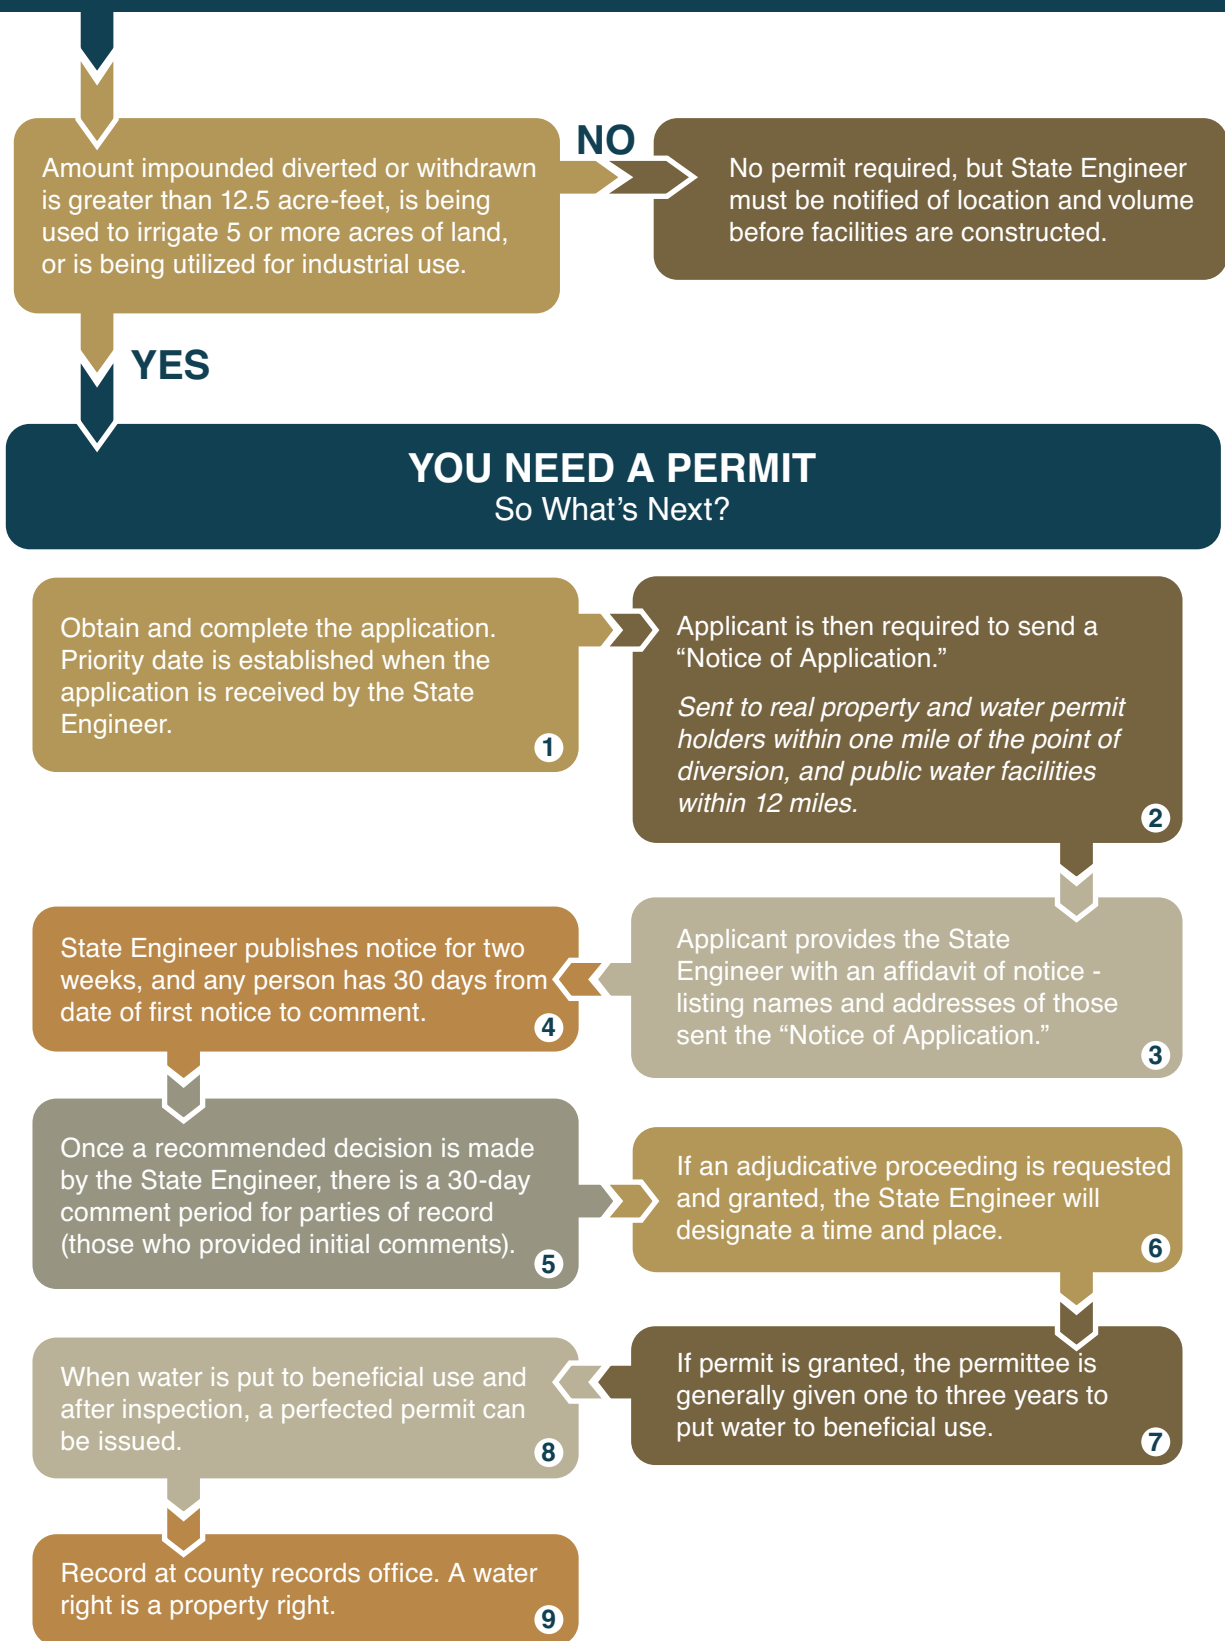 Amount impounded diverted or withdrawn
is greater than 12.5 acre-feet, is being
used to irrigate 5 or more acres of land,
or is being utilized for industrial use.
NO
No permit required, but State Engineer
must be notified of location and volume
before facilities are constructed.
YES
YOU NEED A PERMIT
So What’s Next?
Obtain and complete the application.
Priority date is established when the
application is received by the State
Engineer.
1
Applicant is then required to send a
“Notice of Application.”
Sent to real property and water permit
holders within one mile of the point of
diversion, and public water facilities
within 12 miles.
2
Applicant provides the State
Engineer with an affidavit of notice -
listing names and addresses of those
sent the “Notice of Application.”
3
State Engineer publishes notice for two
weeks, and any person has 30 days from
date of first notice to comment.
4
Once a recommended decision is made
by the State Engineer, there is a 30-day
comment period for parties of record
(those who provided initial comments).
5
If an adjudicative proceeding is requested
and granted, the State Engineer will
designate a time and place.
6
If permit is granted, the permittee is
generally given one to three years to
put water to beneficial use.
7
When water is put to beneficial use and
after inspection, a perfected permit can
be issued.
8
Record at county records office. A water
right is a property right.
9